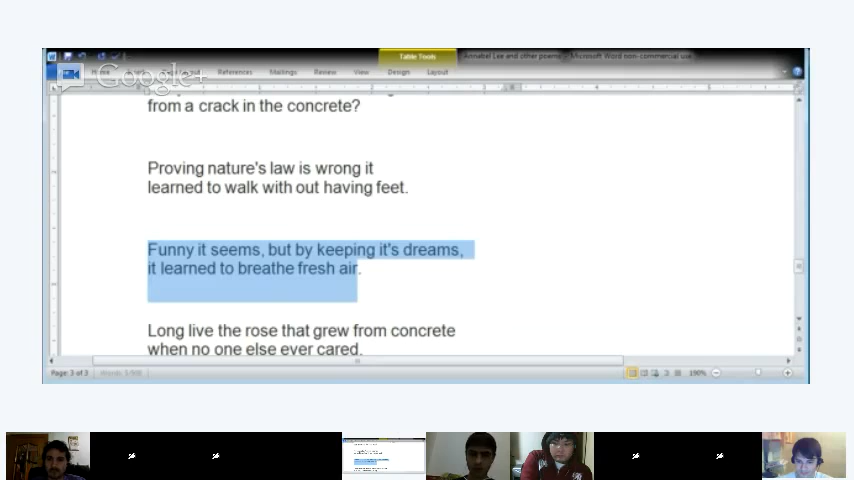 Table Tools
Annabel Lee and other poems - Microsoft Word non-commercial use
Google+
References
Mailings
Review
View
Design
Layout
from a crack in the concrete?
Proving nature's law is wrong it
learned to walk with out having feet.
Funny it seems, but by keeping it's dreams,
it learned to breathe fresh air.
Long live the rose that grew from concrete
when no one else ever cared.
Page: 3 of 3
100%